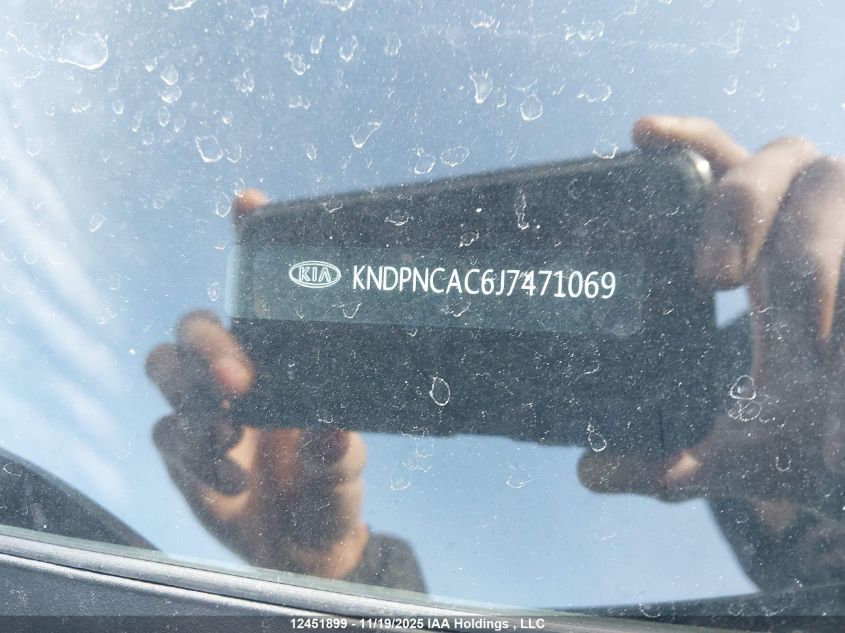 KIA KNDPNCAC6J7471069
12451899 - 11/19/2025 IAA Holdings , LLC